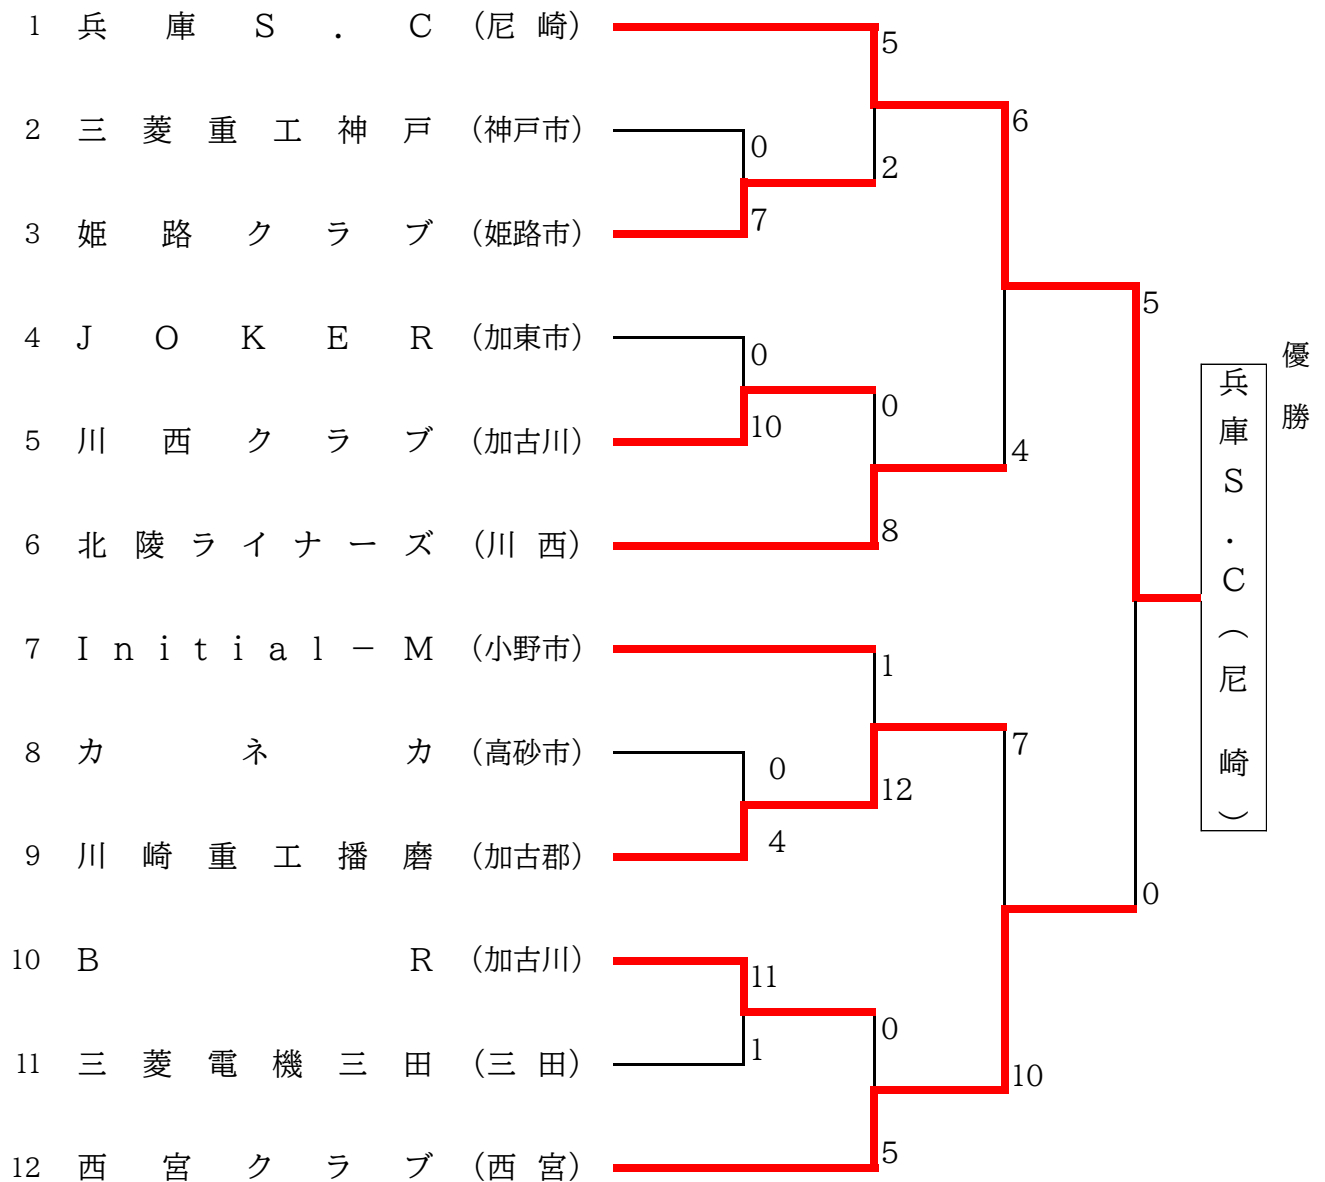 1 兵庫S.C (尼崎)
5
6
2 三菱重工神戸 (神戸市)
0
2
3 姫路クラブ (姫路市)
7
5
4 JOKER (加東市)
0
0
5 川西クラブ (加古川)
10
4
6 北陵ライナーズ (川西)
8
優勝
兵庫S.C(尼崎)
7 Initial-M (小野市)
1
7
8 カネカ (高砂市)
0
12
9 川崎重工播磨 (加古郡)
4
0
10 BR (加古川)
11
0
11 三菱電機三田 (三田)
1
10
12 西宮クラブ (西宮)
5